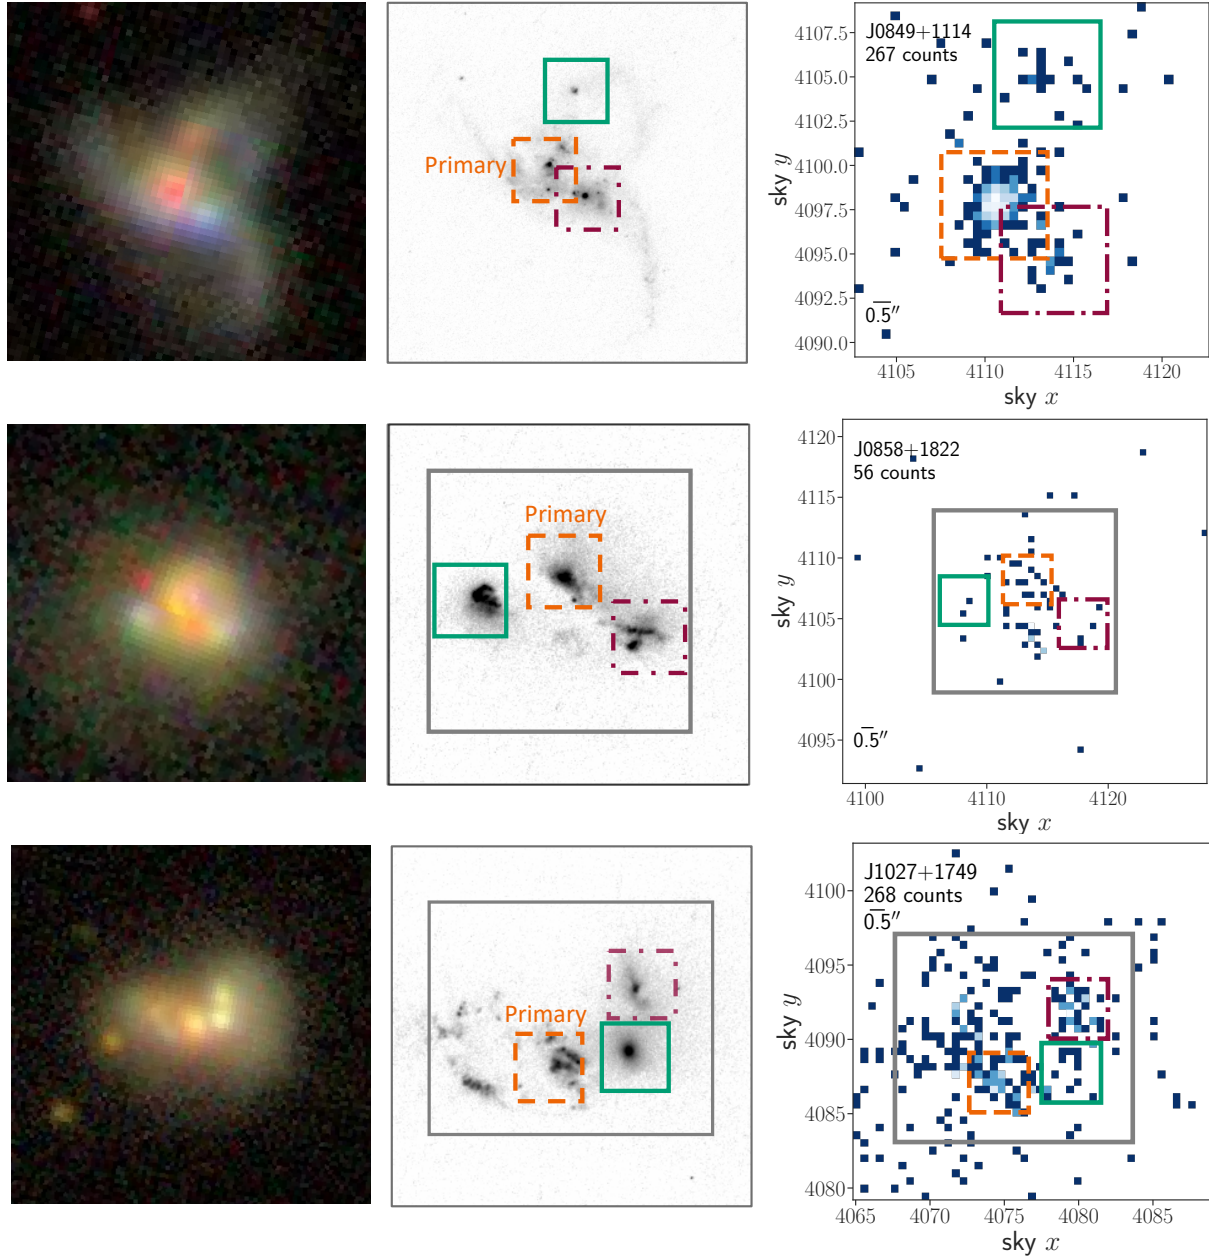 Primary
J0849+1114
267 counts
0.5″
sky y
4107.5
4105.0
4102.5
4100.0
4097.5
4095.0
4092.5
4090.0
4105 4110 4115 4120
sky x
Primary
J0858+1822
56 counts
0.5″
sky y
4120
4115
4110
4105
4100
4095
4100 4110 4120
sky x
Primary
J1027+1749
268 counts
0.5″
sky y
4100
4095
4090
4085
4080
4065 4070 4075 4080 4085
sky x